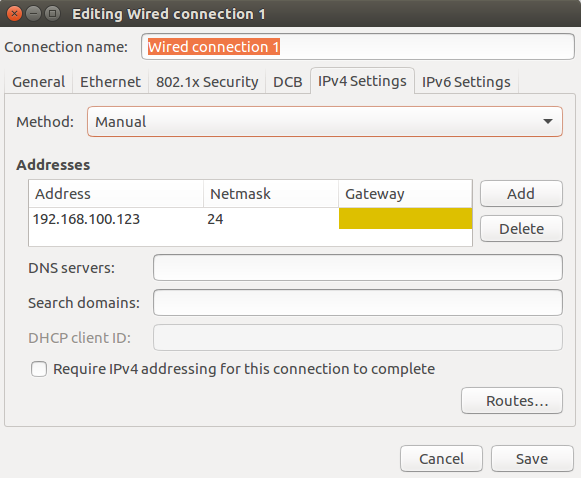 Editing Wired connection 1
Connection name: Wired connection 1
General Ethernet 802.1x Security DCB IPv4 Settings IPv6 Settings
Method: Manual
Addresses
Address Netmask Gateway
192.168.100.123 24
Add
Delete
DNS servers:
Search domains:
DHCP client ID:
Require IPv4 addressing for this connection to complete
Routes...
Cancel Save